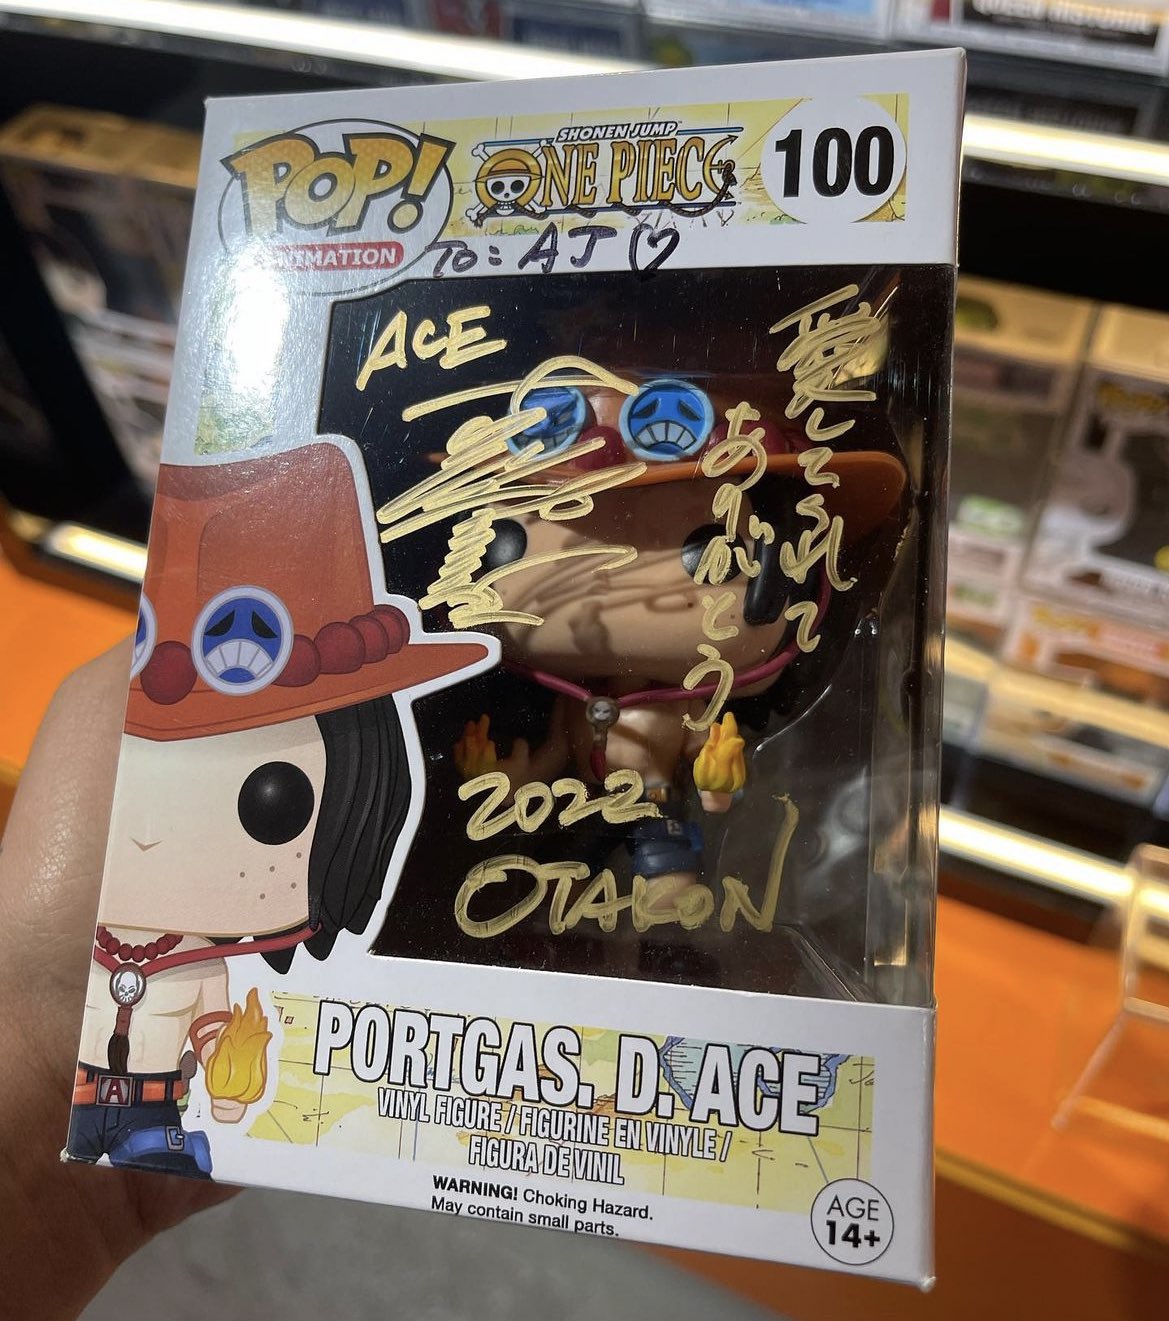 POP!
ANIMATION
SHONEN JUMP
ONE PIECE
100
To: AJ ♡
ACE
愛してくれて
ありがとう
2022
OTAKON
A
PORTGAS. D. ACE
VINYL FIGURE / FIGURINE EN VINYLE /
FIGURA DE VINIL
WARNING! Choking Hazard.
May contain small parts.
AGE
14+